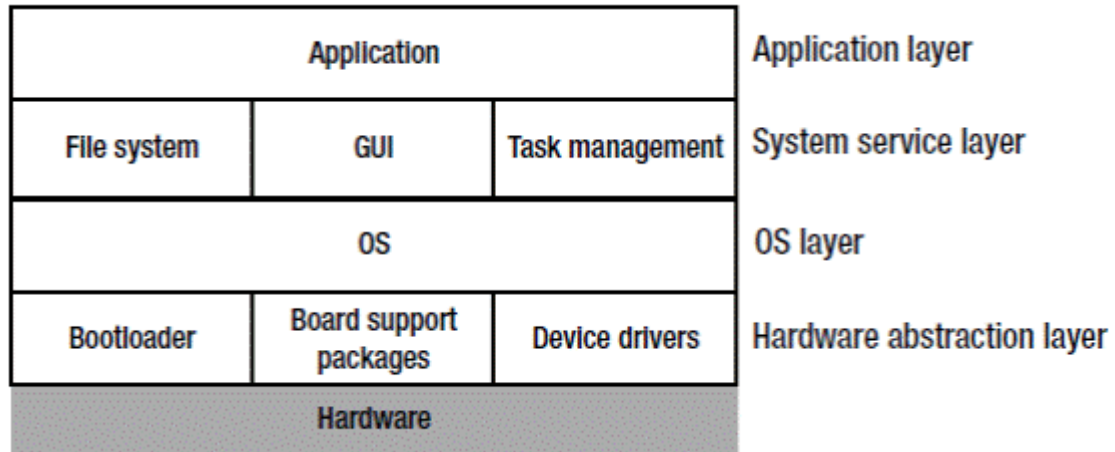 Application
Application layer
File system
GUI
Task management
System service layer
OS
OS layer
Bootloader
Board support
packages
Device drivers
Hardware abstraction layer
Hardware